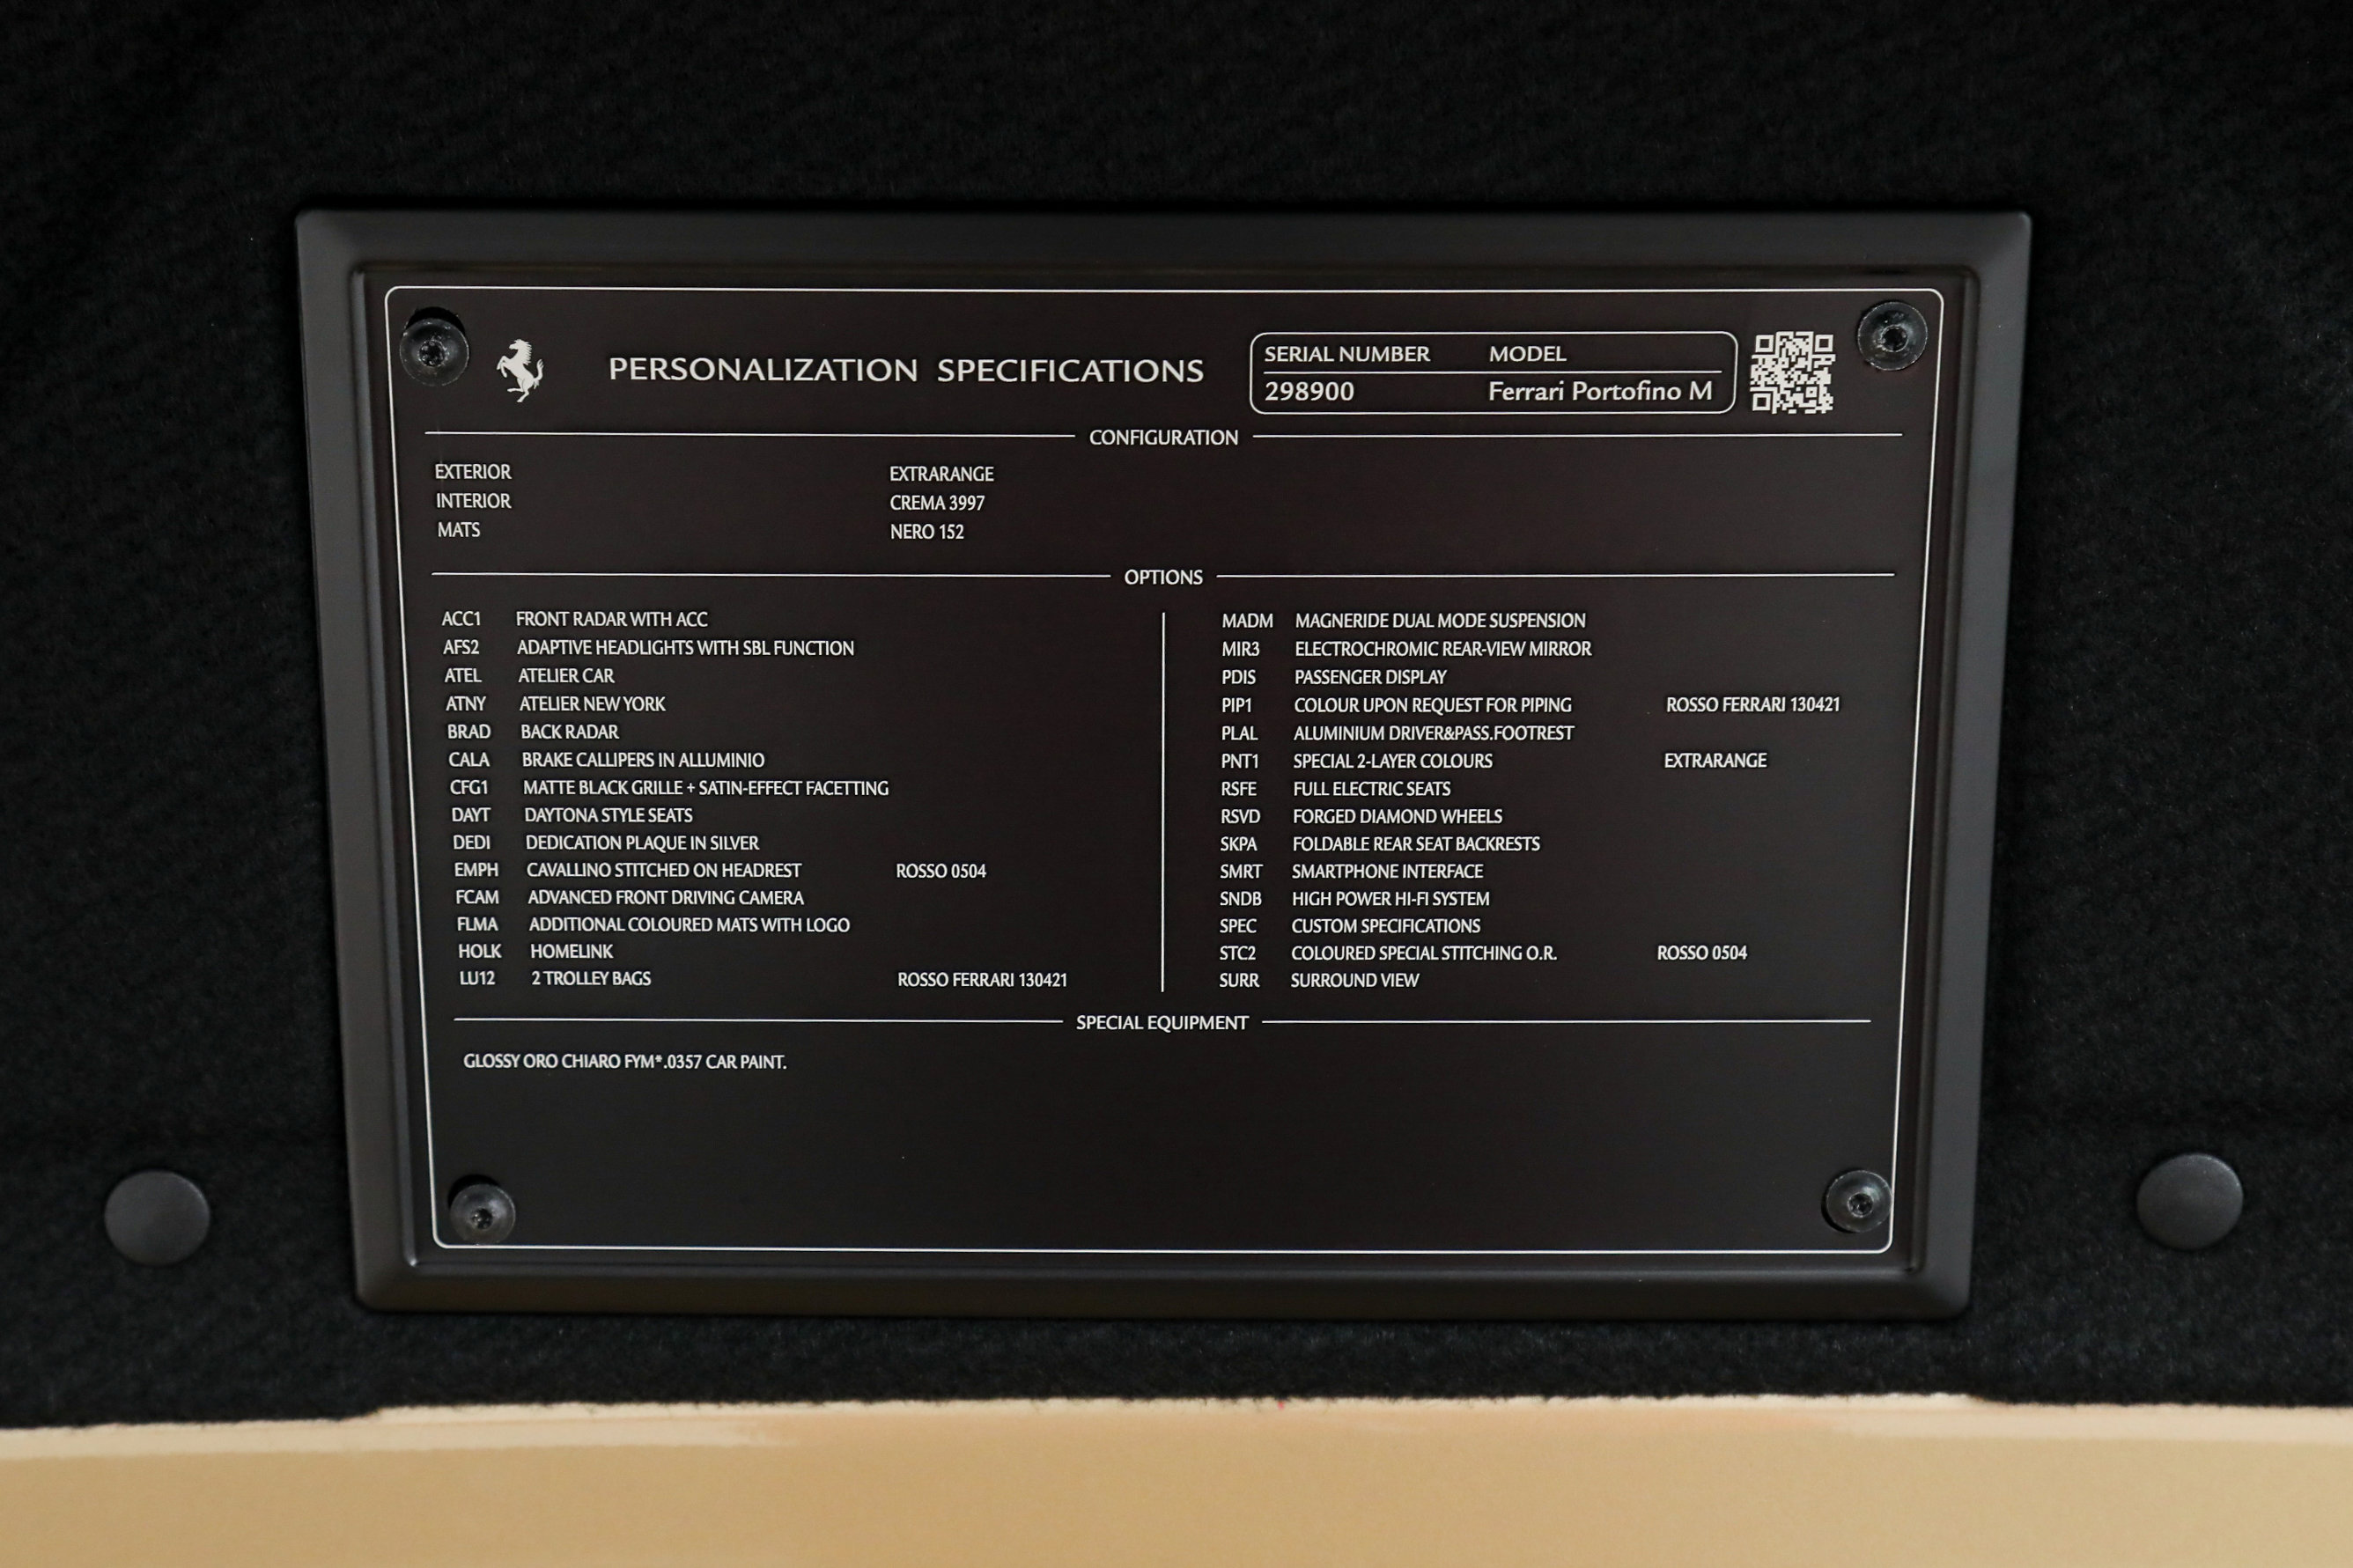 PERSONALIZATION SPECIFICATIONS
SERIAL NUMBER MODEL
298900 Ferrari Portofino M
CONFIGURATION
EXTERIOR EXTRARANGE
INTERIOR CREMA 3997
MATS NERO 152
OPTIONS
ACC1 FRONT RADAR WITH ACC
AFS2 ADAPTIVE HEADLIGHTS WITH SBL FUNCTION
ATEL ATELIER CAR
ATNY ATELIER NEW YORK
BRAD BACK RADAR
CALA BRAKE CALLIPERS IN ALLUMINIO
CFG1 MATTE BLACK GRILLE + SATIN-EFFECT FACETTING
DAYT DAYTONA STYLE SEATS
DEDI DEDICATION PLAQUE IN SILVER
EMPH CAVALLINO STITCHED ON HEADREST ROSSO 0504
FCAM ADVANCED FRONT DRIVING CAMERA
FLMA ADDITIONAL COLOURED MATS WITH LOGO
HOLK HOMELINK
LU12 2 TROLLEY BAGS ROSSO FERRARI 130421
MADM MAGNERIDE DUAL MODE SUSPENSION
MIR3 ELECTROCHROMIC REAR-VIEW MIRROR
PDIS PASSENGER DISPLAY
PIP1 COLOUR UPON REQUEST FOR PIPING ROSSO FERRARI 130421
PLAL ALUMINIUM DRIVER&PASS.FOOTREST
PNT1 SPECIAL 2-LAYER COLOURS EXTRARANGE
RSFE FULL ELECTRIC SEATS
RSVD FORGED DIAMOND WHEELS
SKPA FOLDABLE REAR SEAT BACKRESTS
SMRT SMARTPHONE INTERFACE
SNDB HIGH POWER HI-FI SYSTEM
SPEC CUSTOM SPECIFICATIONS
STC2 COLOURED SPECIAL STITCHING O.R. ROSSO 0504
SURR SURROUND VIEW
SPECIAL EQUIPMENT
GLOSSY ORO CHIARO FYM*.0357 CAR PAINT.